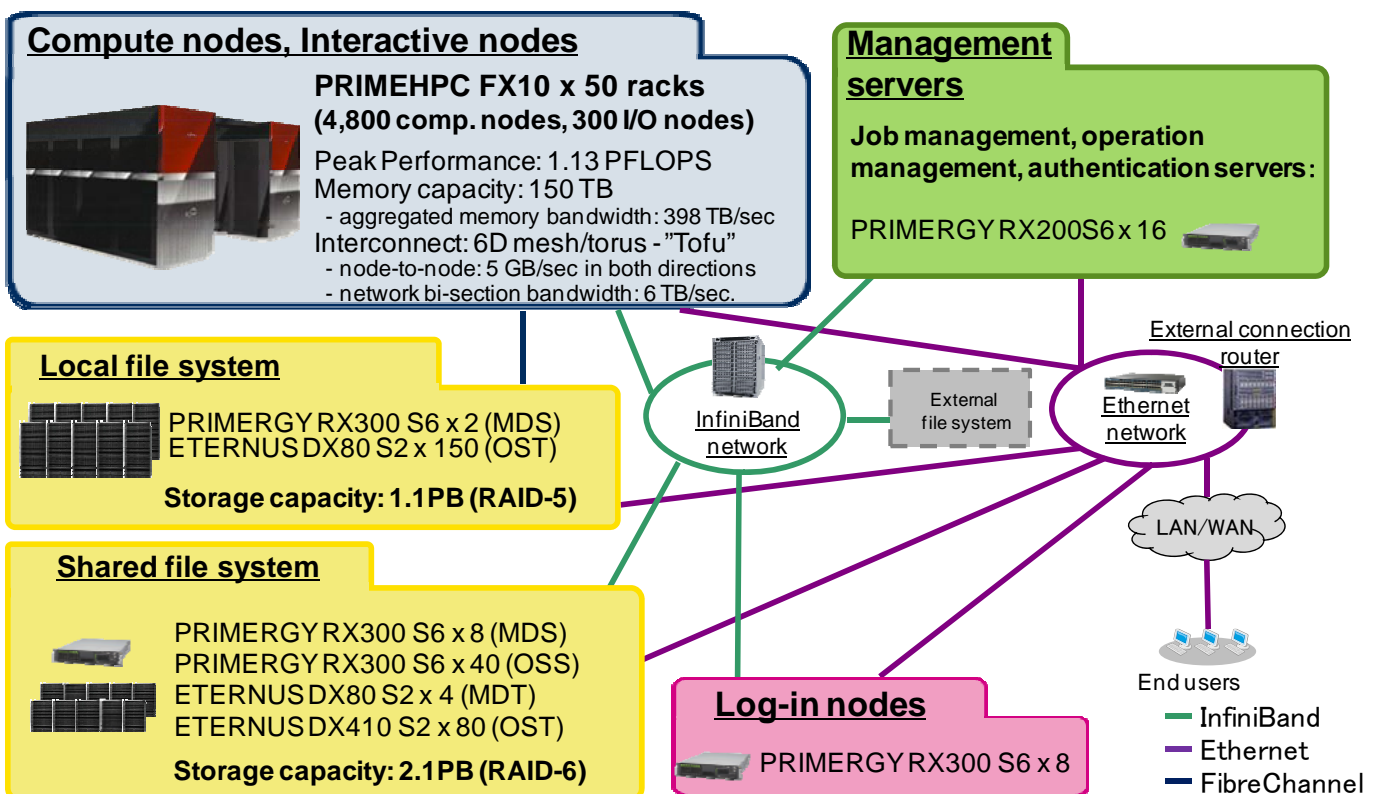 Compute nodes, Interactive nodes
PRIMEHPC FX10 x 50 racks
(4,800 comp. nodes, 300 I/O nodes)
Peak Performance: 1.13 PFLOPS
Memory capacity: 150 TB
- aggregated memory bandwidth: 398 TB/sec
Interconnect: 6D mesh/torus - ”Tofu”
- node-to-node: 5 GB/sec in both directions
- network bi-section bandwidth: 6 TB/sec.
Management
servers
Job management, operation
management, authentication servers:
PRIMERGY RX200S6 x 16
External connection
router
Local file system
PRIMERGY RX300 S6 x 2 (MDS)
ETERNUS DX80 S2 x 150 (OST)
Storage capacity: 1.1PB (RAID-5)
InfiniBand
network
External
file system
Ethernet
network
LAN/WAN
Shared file system
PRIMERGY RX300 S6 x 8 (MDS)
PRIMERGY RX300 S6 x 40 (OSS)
ETERNUS DX80 S2 x 4 (MDT)
ETERNUS DX410 S2 x 80 (OST)
Storage capacity: 2.1PB (RAID-6)
Log-in nodes
PRIMERGY RX300 S6 x 8
End users
InfiniBand
Ethernet
FibreChannel